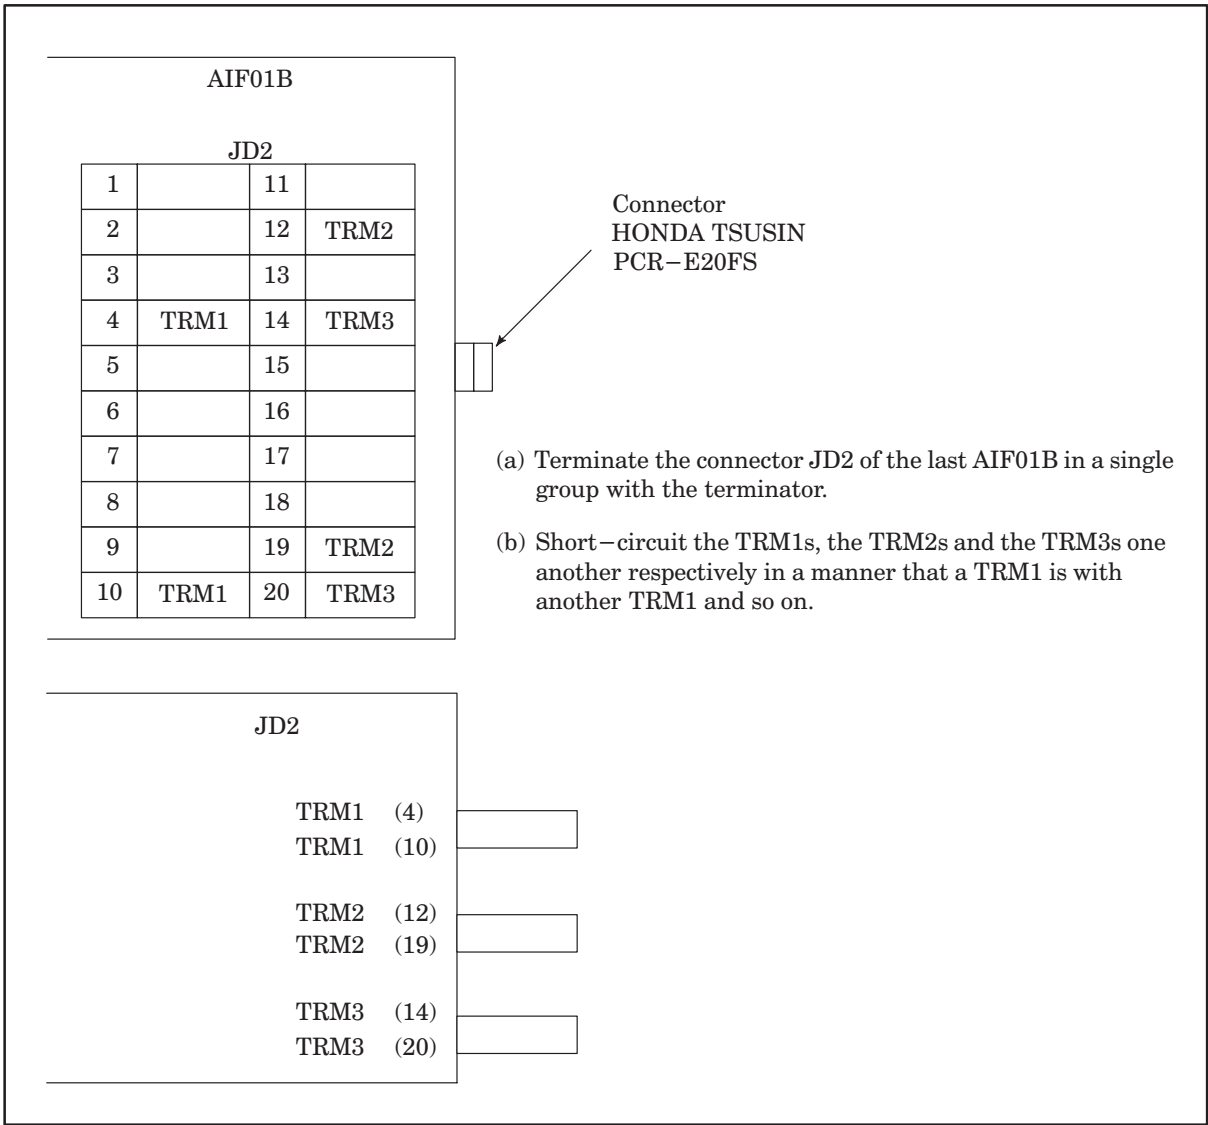 AIF01B
JD2
1 11
2 12 TRM2
3 13
4 TRM1 14 TRM3
5 15
6 16
7 17
8 18
9 19 TRM2
10 TRM1 20 TRM3
Connector
HONDA TSUSIN
PCR−E20FS
(a) Terminate the connector JD2 of the last AIF01B in a single
group with the terminator.
(b) Short−circuit the TRM1s, the TRM2s and the TRM3s one
another respectively in a manner that a TRM1 is with
another TRM1 and so on.
JD2
TRM1 (4)
TRM1 (10)
TRM2 (12)
TRM2 (19)
TRM3 (14)
TRM3 (20)